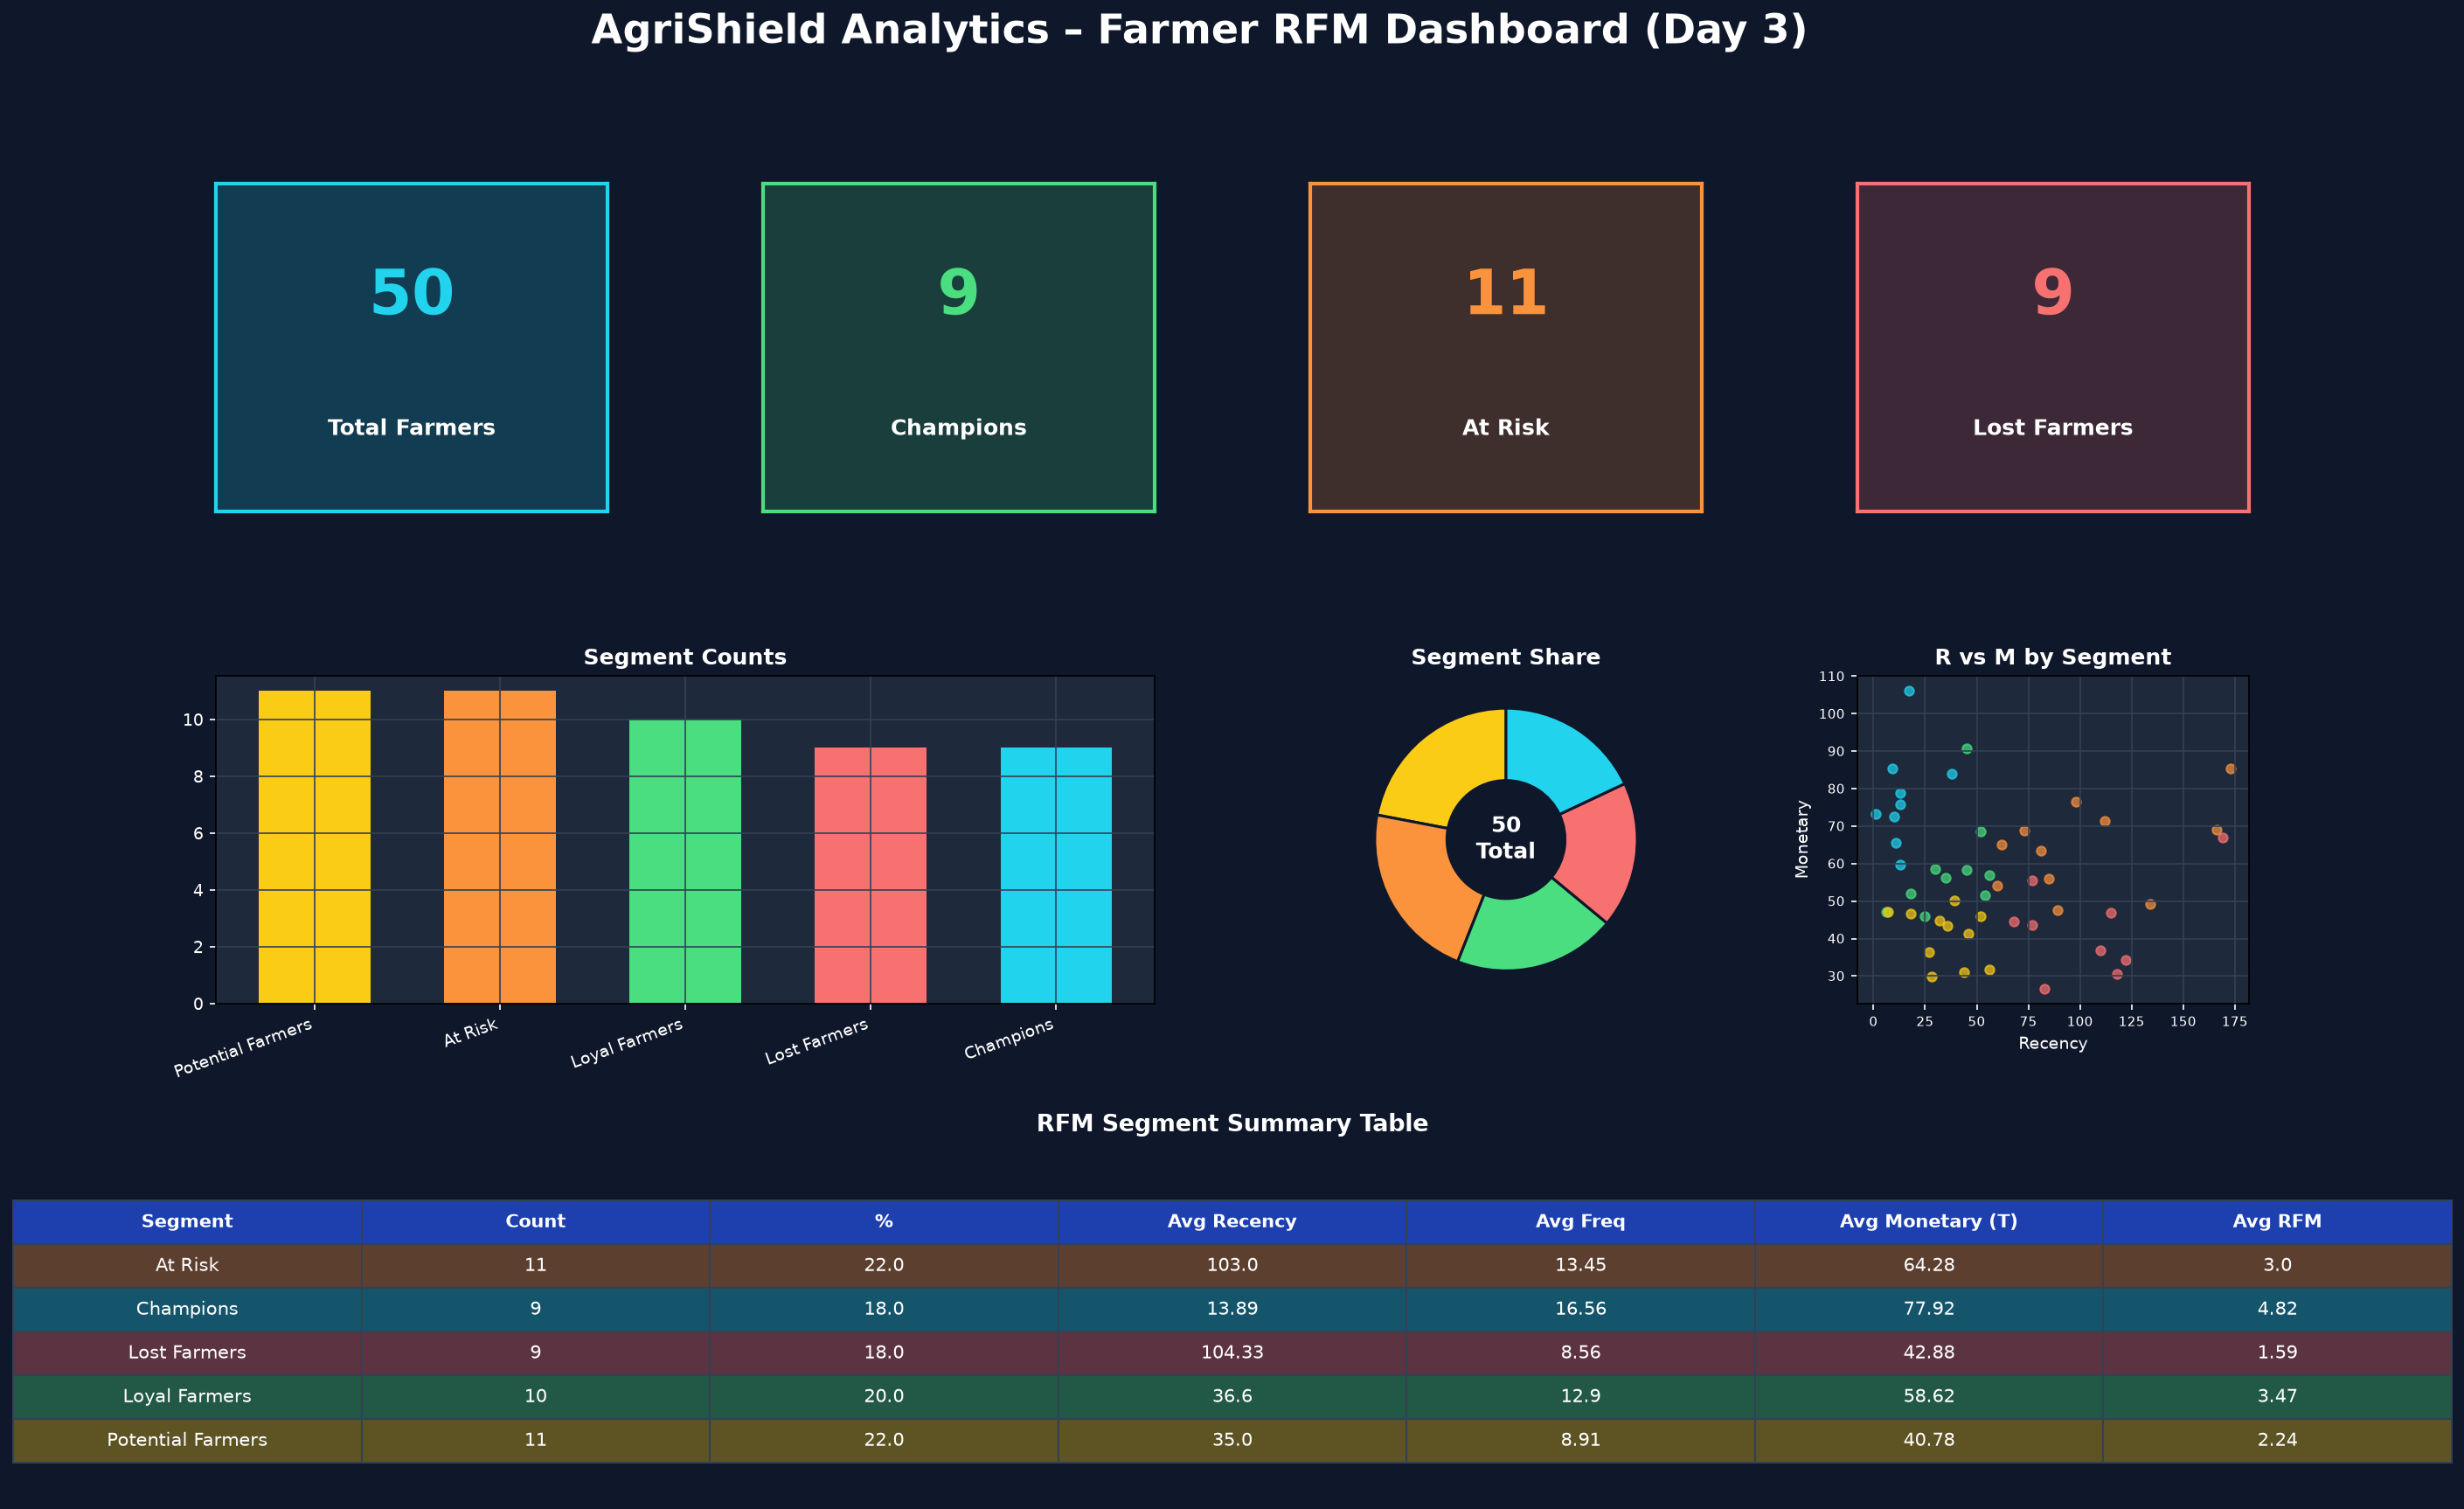 AgriShield Analytics – Farmer RFM Dashboard (Day 3)
50
Total Farmers
9
Champions
11
At Risk
9
Lost Farmers
Segment Counts
10
8
6
4
2
0
Potential Farmers
At Risk
Loyal Farmers
Lost Farmers
Champions
Segment Share
50
Total
R vs M by Segment
Monetary
110
100
90
80
70
60
50
40
30
0 25 50 75 100 125 150 175
Recency
RFM Segment Summary Table
Segment Count % Avg Recency Avg Freq Avg Monetary (T) Avg RFM
At Risk 11 22.0 103.0 13.45 64.28 3.0
Champions 9 18.0 13.89 16.56 77.92 4.82
Lost Farmers 9 18.0 104.33 8.56 42.88 1.59
Loyal Farmers 10 20.0 36.6 12.9 58.62 3.47
Potential Farmers 11 22.0 35.0 8.91 40.78 2.24